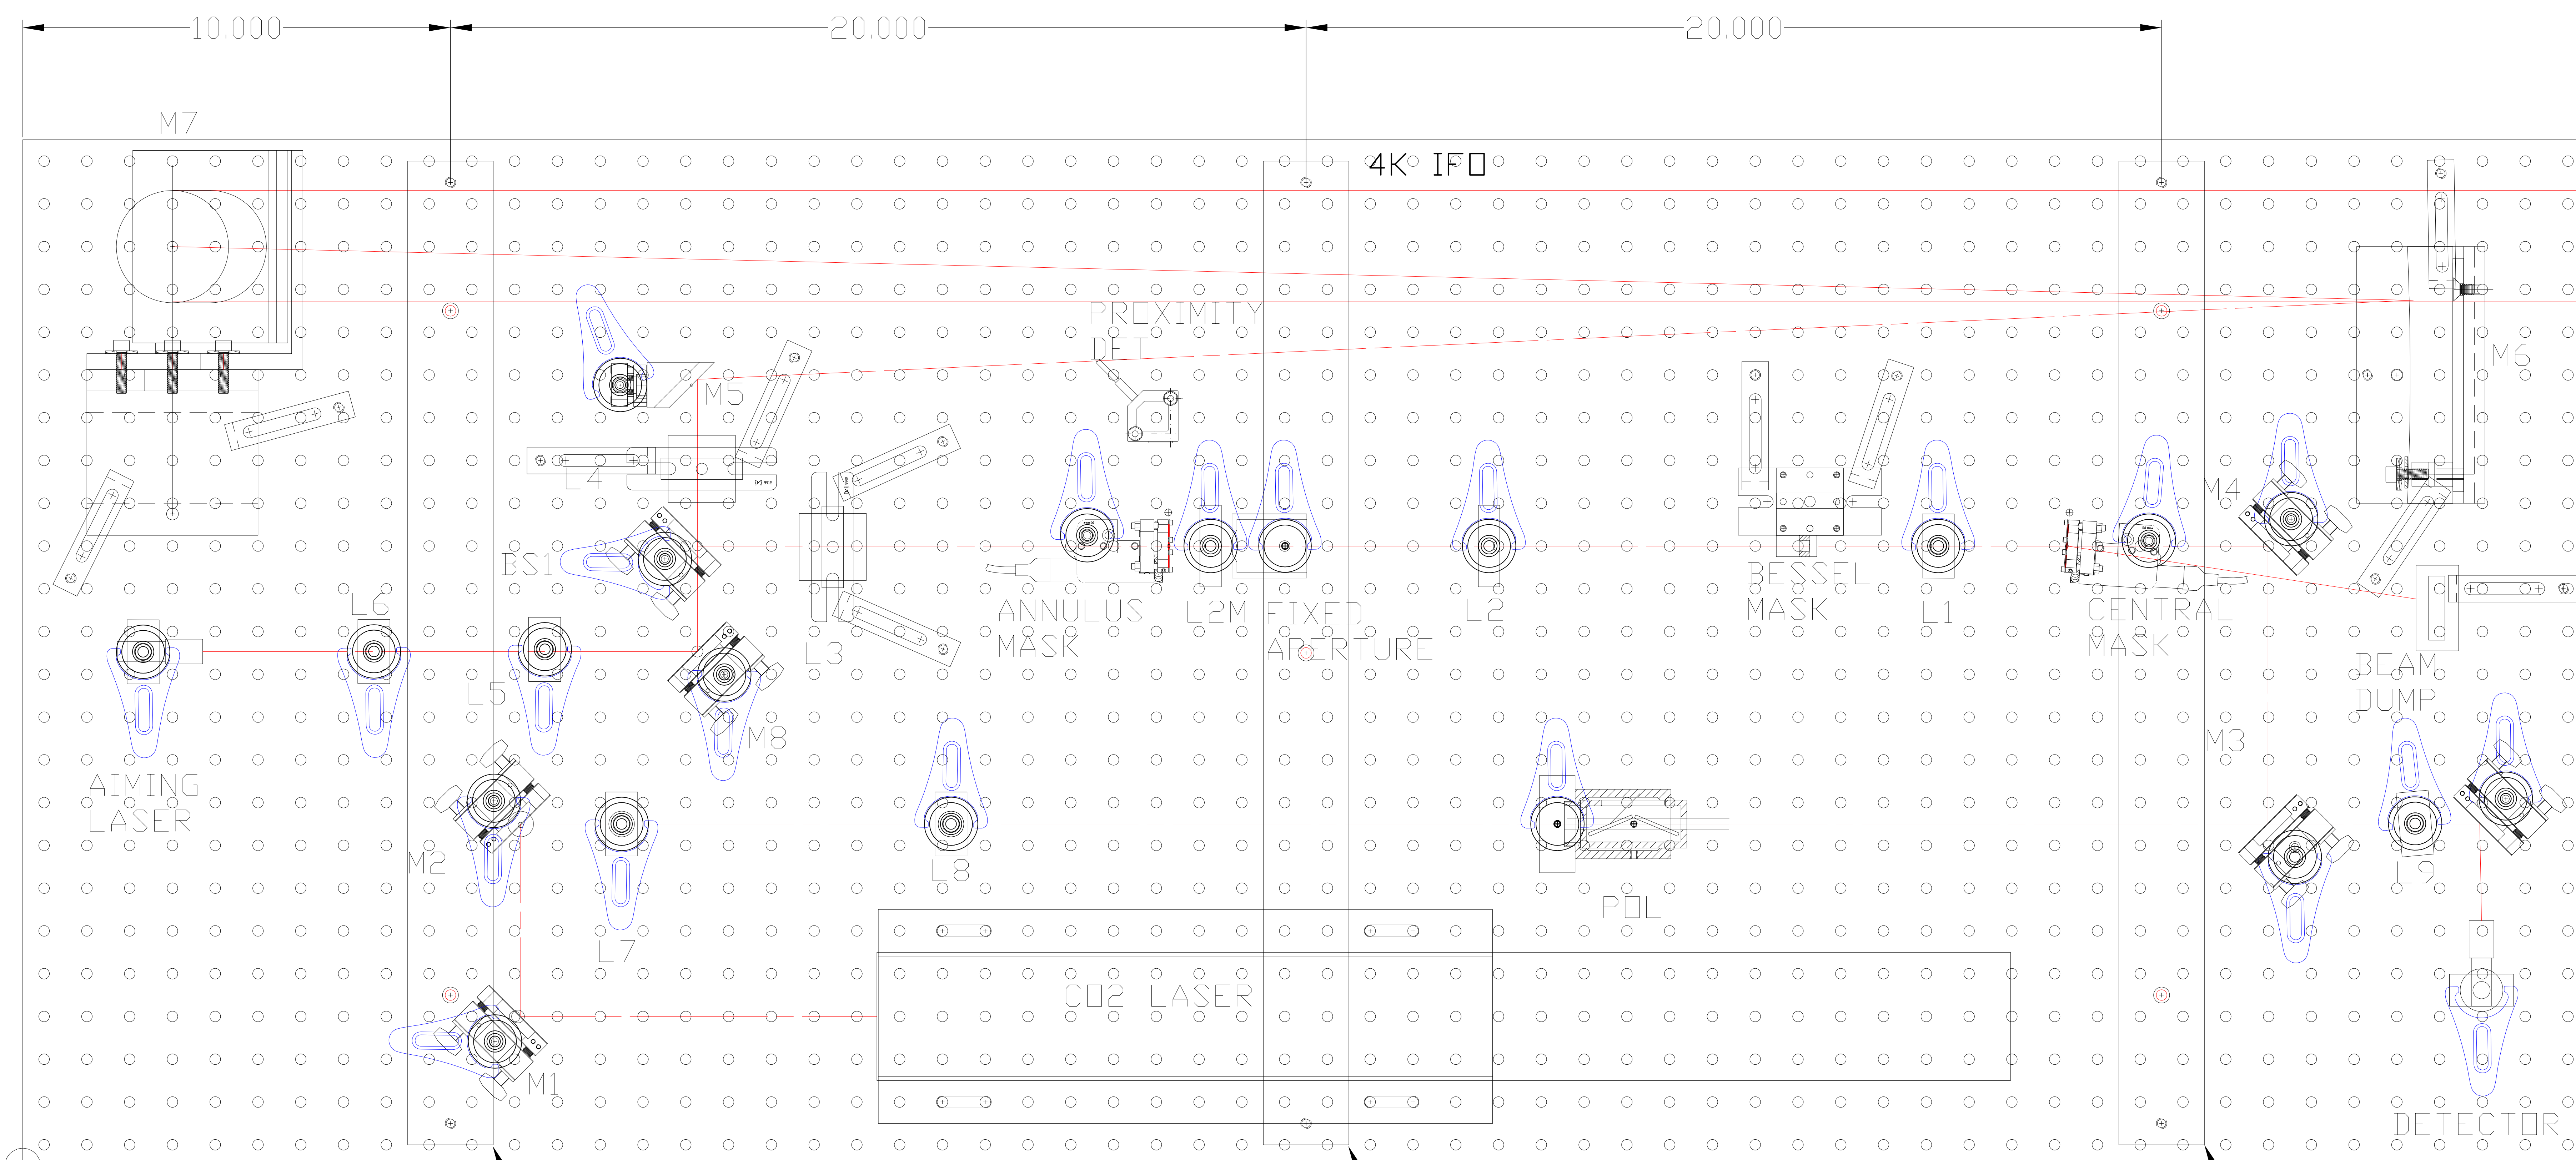 10.000
20.000
20.000
M7
4K IFO
PROXIMITY
DET
M6
M5
L4
M4
BS1
BESSEL
MASK
L6
ANNULUS
MASK
L2M
FIXED
APERTURE
L2
L1
CENTRAL
MASK
L3
BEAM
DUMP
L5
M8
M3
AIMING
LASER
M2
L8
L9
POL
L7
CO2 LASER
M1
DETECTOR